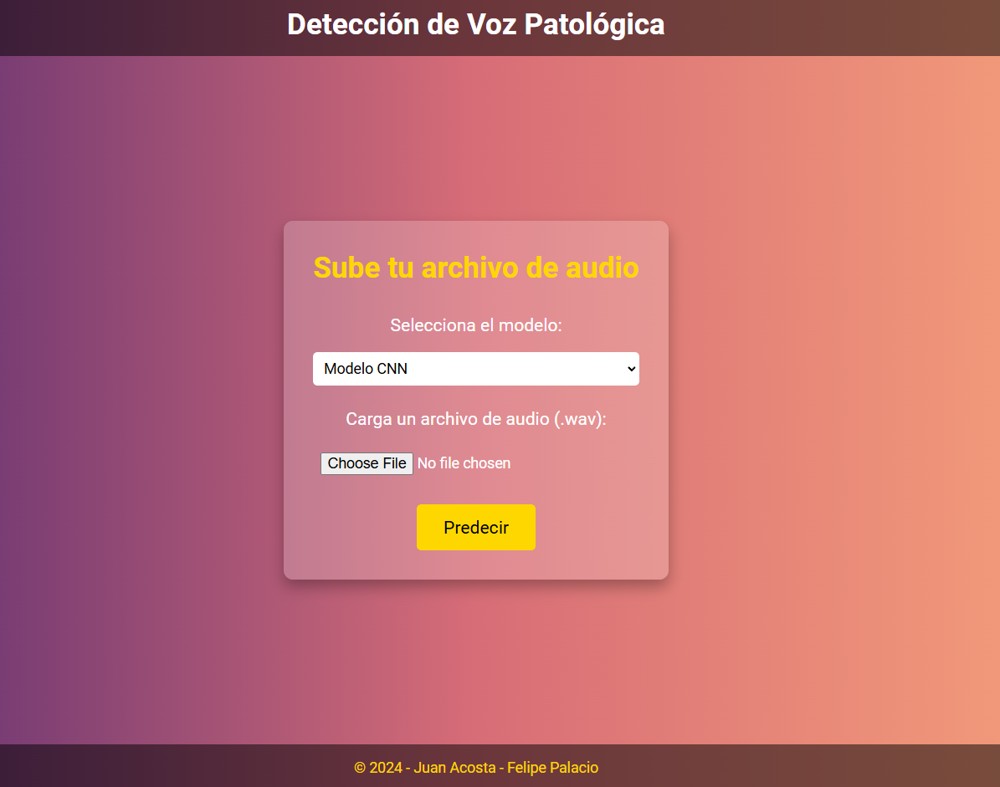 Detección de Voz Patológica
Sube tu archivo de audio
Selecciona el modelo:
Modelo CNN
Carga un archivo de audio (.wav):
Choose File No file chosen
Predecir
© 2024 - Juan Acosta - Felipe Palacio